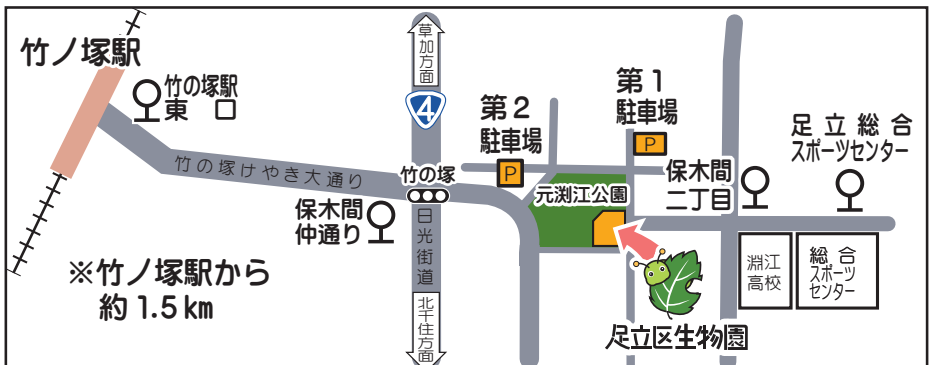 竹ノ塚駅
竹の塚駅
東口
草加方面
4
第2
駐車場
P
第1
駐車場
P
足立総合
スポーツセンター
竹の塚けやき大通り
竹の塚
元渕江公園
保木間
二丁目
保木間
仲通り
日光街道
※竹ノ塚駅から
約1.5km
淵江
高校
総合
スポーツ
センター
北千住方面
足立区生物園